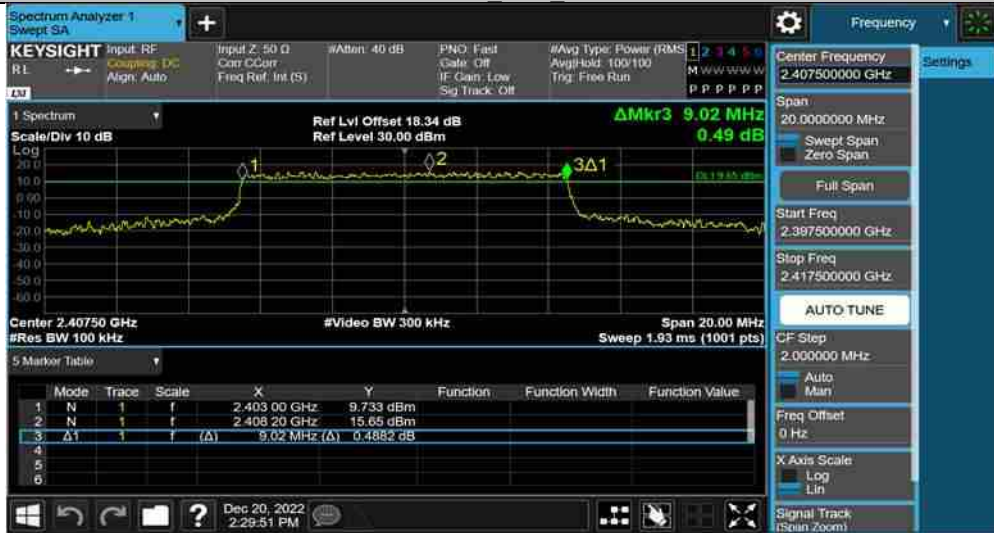 Spectrum Analyzer 1
Swept SA
+
Frequency
KEYSIGHT
RL
LXI
Input: RF
Coupling: DC
Align: Auto
Input Z: 50 Ω
Corr CCorr
Freq Ref: Int (S)
#Atten: 40 dB
PNO: Fast
Gate: Off
IF Gain: Low
Sig Track: Off
#Avg Type: Power (RMS
Avg|Hold: 100/100
Trig: Free Run
1 2 3 4 5 6
M W W W W W
P P P P P P
Center Frequency
2.407500000 GHz
Settings
Span
20.0000000 MHz
Swept Span
Zero Span
Full Span
Start Freq
2.397500000 GHz
Stop Freq
2.417500000 GHz
AUTO TUNE
CF Step
2.000000 MHz
Auto
Man
Freq Offset
0 Hz
X Axis Scale
Log
Lin
Signal Track
(Span Zoom)
1 Spectrum
Scale/Div 10 dB
Log
Ref Lvl Offset 18.34 dB
Ref Level 30.00 dBm
ΔMkr3 9.02 MHz
0.49 dB
20.0
10.0
0.00
-10.0
-20.0
-30.0
-40.0
-50.0
-60.0
1
2
3Δ1
DL1 9.65 dBm
Center 2.40750 GHz
#Res BW 100 kHz
#Video BW 300 kHz
Span 20.00 MHz
Sweep 1.93 ms (1001 pts)
5 Marker Table
Mode Trace Scale X Y Function Function Width Function Value
1 N 1 f 2.403 00 GHz 9.733 dBm
2 N 1 f 2.408 20 GHz 15.65 dBm
3 Δ1 1 f (Δ) 9.02 MHz (Δ) 0.4882 dB
4
5
6
?
Dec 20, 2022
2:29:51 PM